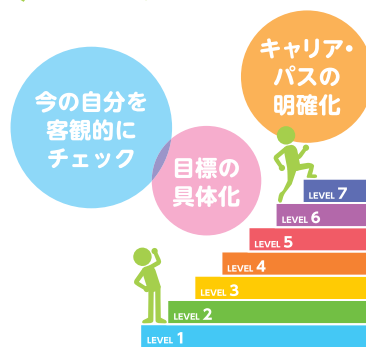 今の自分を
客観的に
チェック
目標の
具体化
キャリア・
パスの
明確化
LEVEL 7
LEVEL 6
LEVEL 5
LEVEL 4
LEVEL 3
LEVEL 2
LEVEL 1